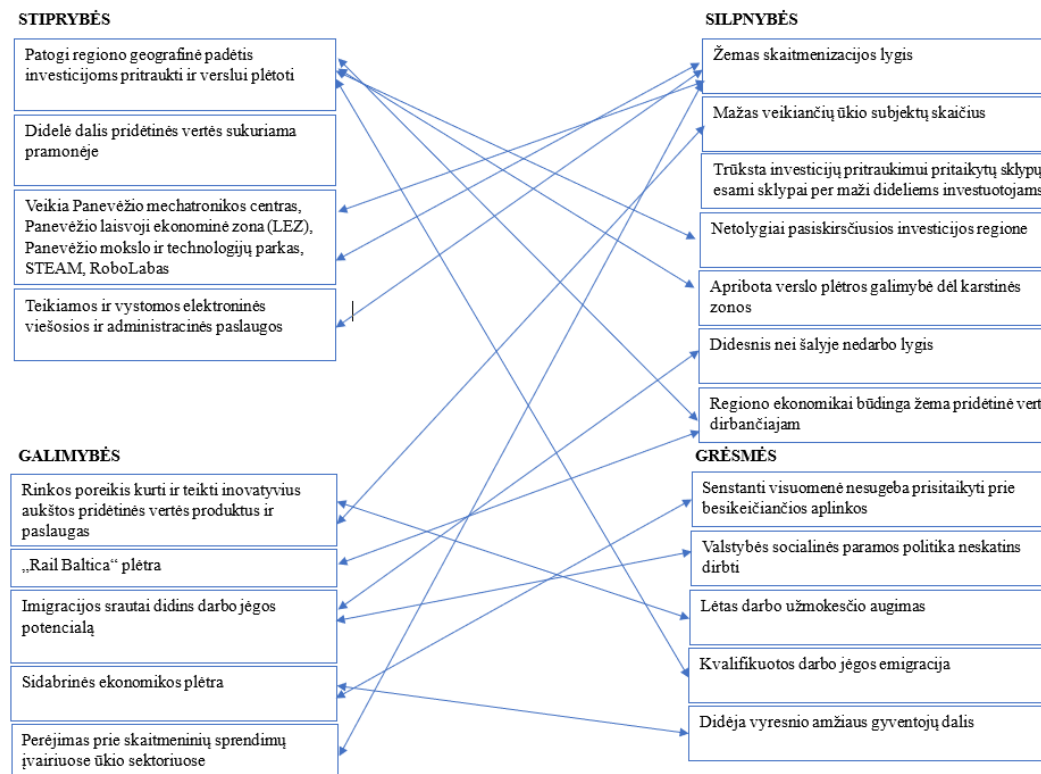 STIPRYBĖS
Patogi regiono geografinė padėtis
investicijoms pritraukti ir verslui plėtoti
Didelė dalis pridėtinės vertės sukuriama
pramonėje
Veikia Panevėžio mechatronikos centras,
Panevėžio laisvoji ekonominė zona (LEZ),
Panevėžio mokslo ir technologijų parkas,
STEAM, RoboLabas
Teikiamos ir vystomos elektroninės
viešosios ir administracinės paslaugos
SILPNYBĖS
Žemas skaitmenizacijos lygis
Mažas veikiančių ūkio subjektų skaičius
Trūksta investicijų pritraukimui pritaikytų sklypų
esami sklypai per maži dideliems investuotojams
Netolygiai pasiskirsčiusios investicijos regione
Apribota verslo plėtros galimybė dėl karstinės
zonos
Didesnis nei šalyje nedarbo lygis
Regiono ekonomikai būdinga žema pridėtinė vert
dirbančiajam
GALIMYBĖS
Rinkos poreikis kurti ir teikti inovatyvius
aukštos pridėtinės vertės produktus ir
paslaugas
„Rail Baltica“ plėtra
Imigracijos srautai didins darbo jėgos
potencialą
Sidabrinės ekonomikos plėtra
Perėjimas prie skaitmeninių sprendimų
įvairiuose ūkio sektoriuose
GRĖSMĖS
Senstanti visuomenė nesugeba prisitaikyti prie
besikeičiančios aplinkos
Valstybės socialinės paramos politika neskatins
dirbti
Lėtas darbo užmokesčio augimas
Kvalifikuotos darbo jėgos emigracija
Didėja vyresnio amžiaus gyventojų dalis